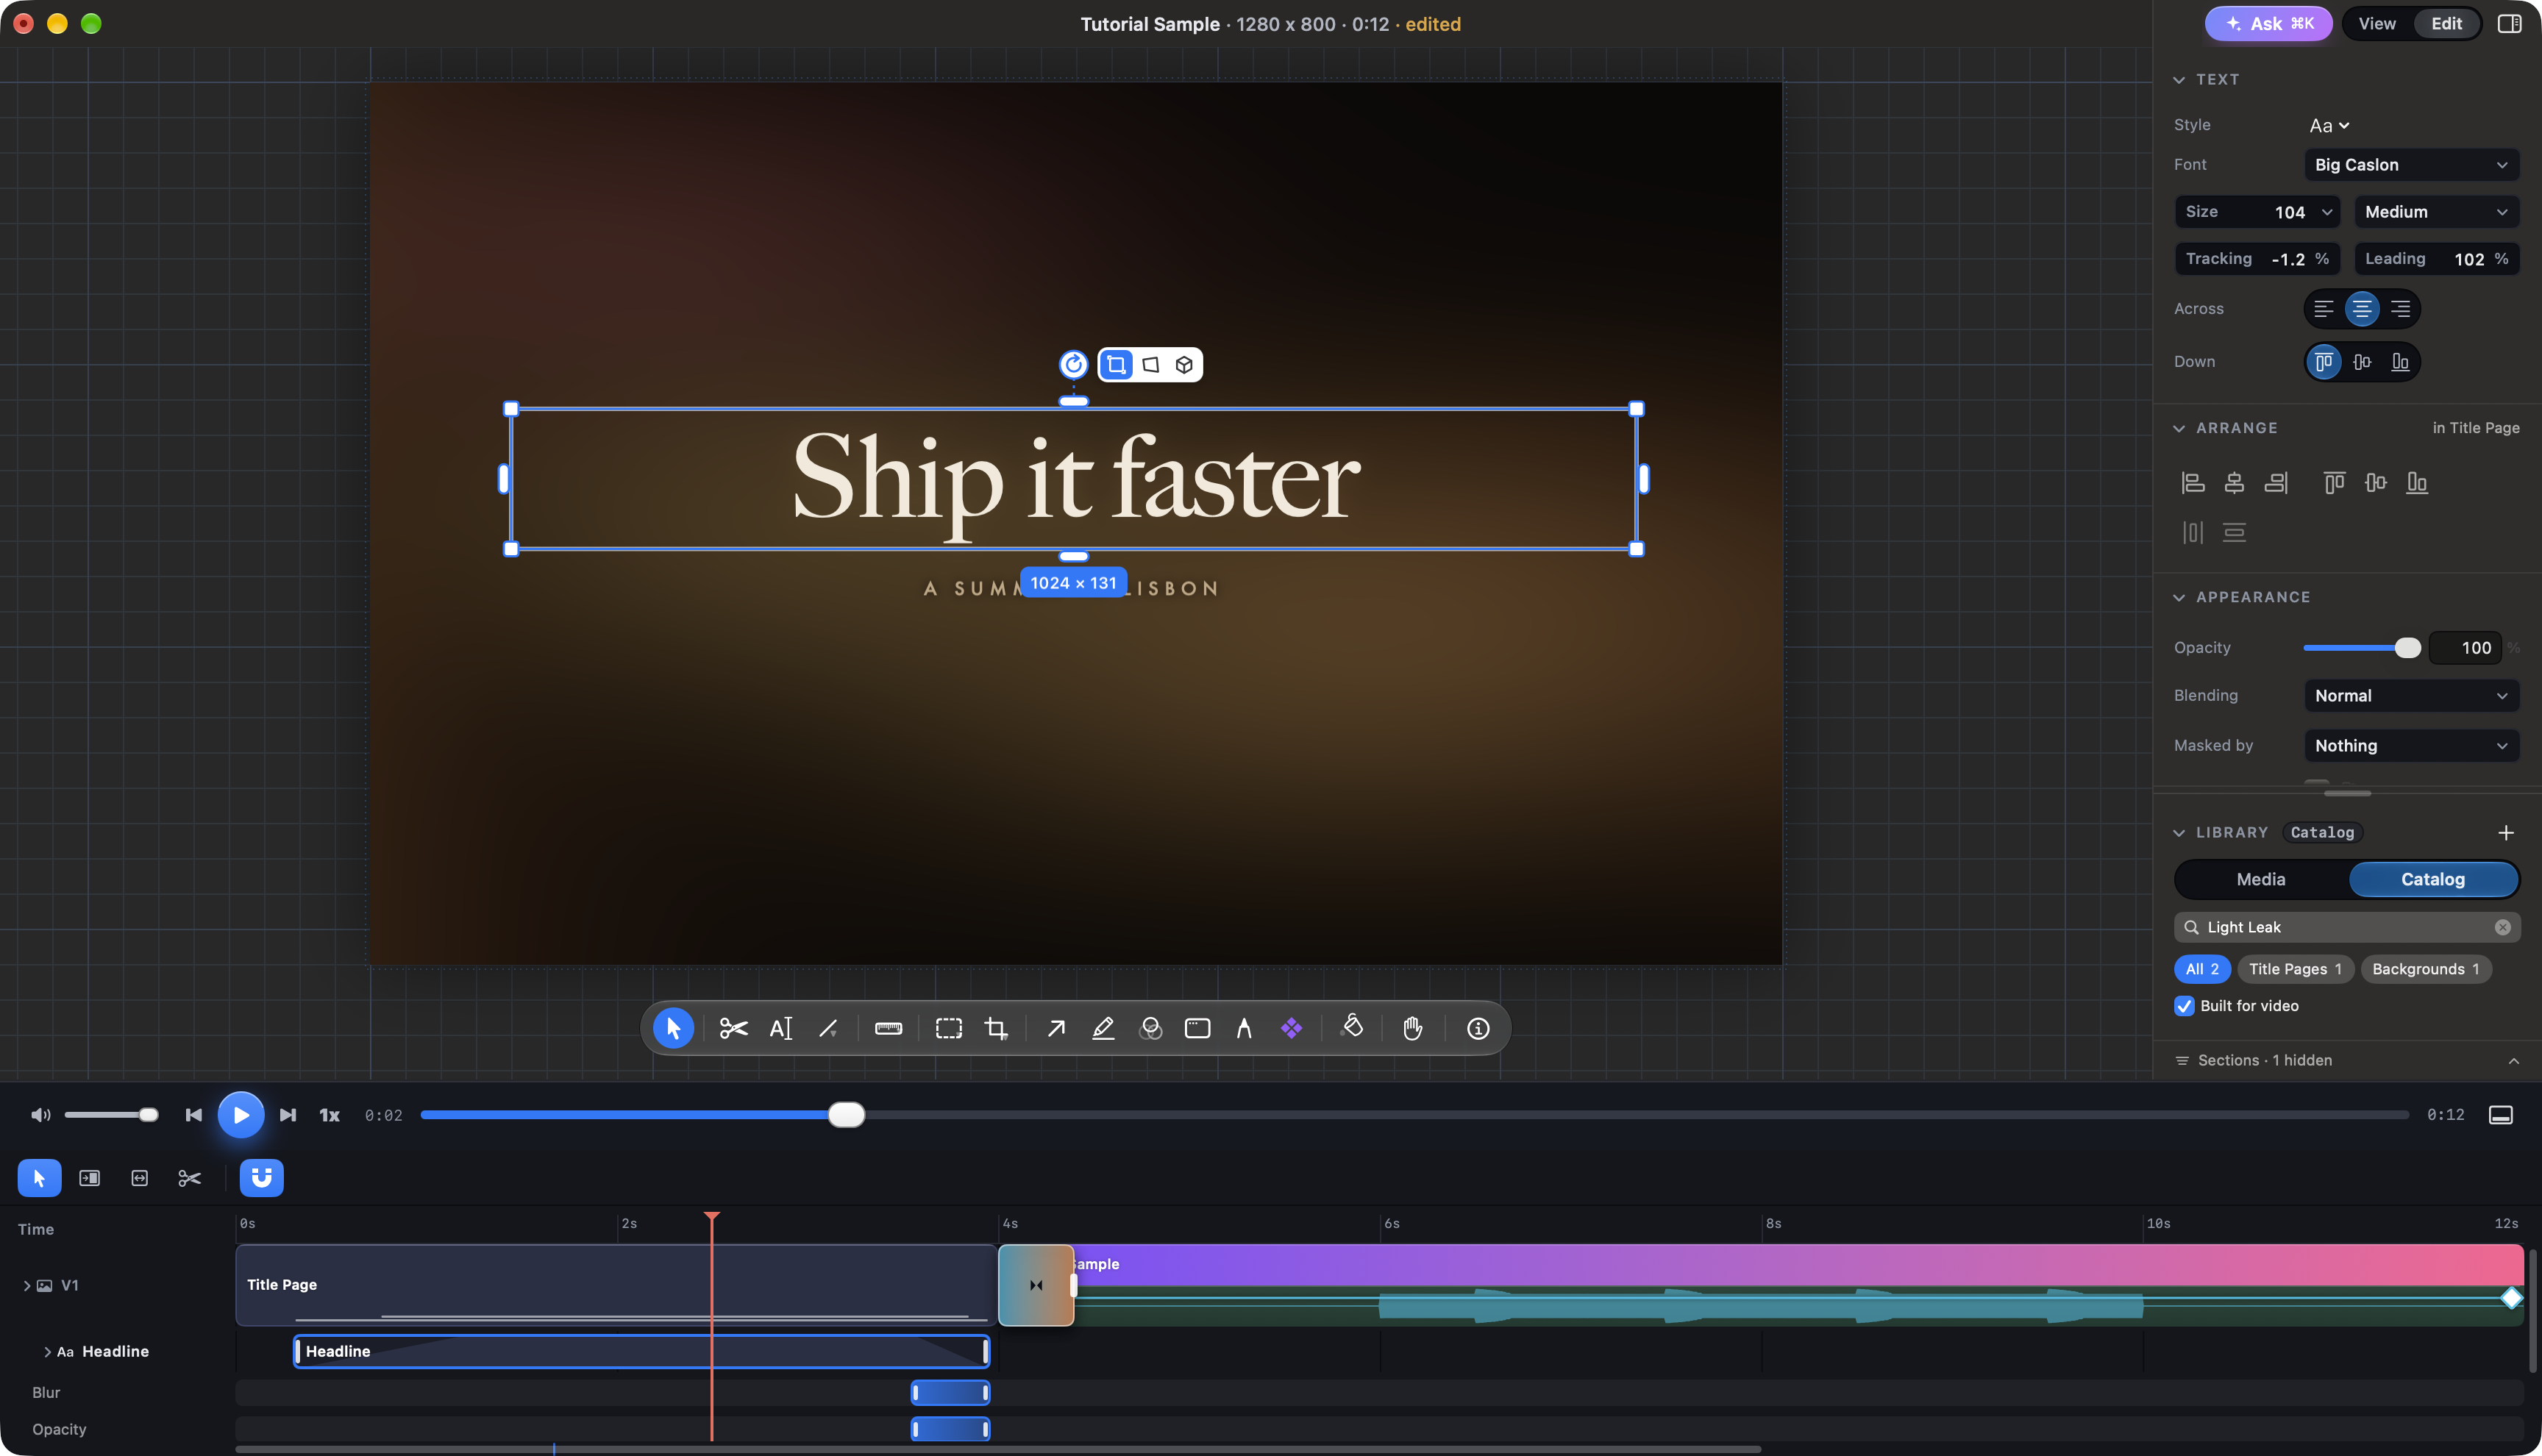 Tutorial Sample · 1280 x 800 · 0:12 · edited
Ask ⌘K
View
Edit
TEXT
Style
Aa
Font
Big Caslon
Size 104
Medium
Tracking -1.2 %
Leading 102 %
Across
Down
ARRANGE
in Title Page
APPEARANCE
Opacity
100 %
Blending
Normal
Masked by
Nothing
LIBRARY
Catalog
Media
Catalog
Light Leak
All 2
Title Pages 1
Backgrounds 1
Built for video
Sections · 1 hidden
Ship it faster
A SUMM
1024 × 131
LISBON
1x
0:02
0:12
Time
0s
2s
4s
6s
8s
10s
12s
V1
Title Page
ample
Aa Headline
Headline
Blur
Opacity